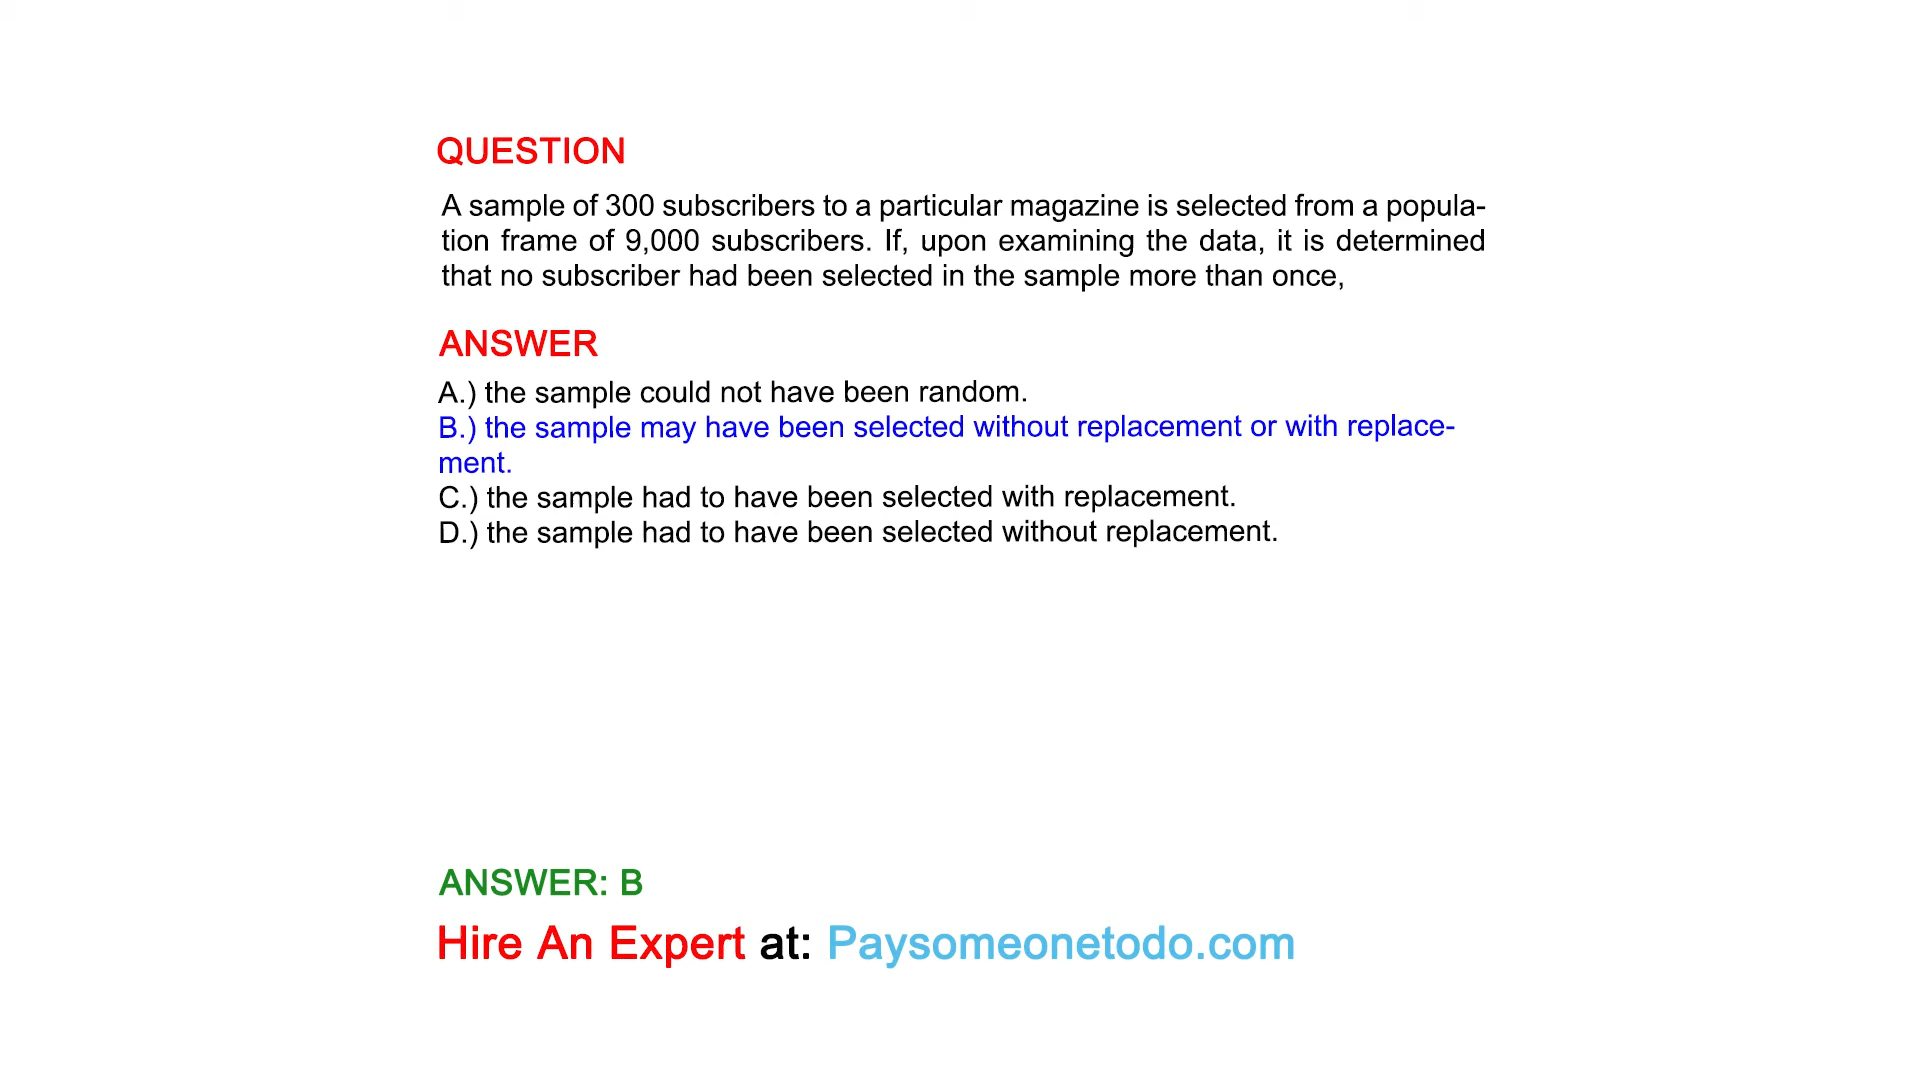 QUESTION
A sample of 300 subscribers to a particular magazine is selected from a popula-
tion frame of 9,000 subscribers. If, upon examining the data, it is determined
that no subscriber had been selected in the sample more than once,
ANSWER
A.) the sample could not have been random.
B.) the sample may have been selected without replacement or with replace-
ment.
C.) the sample had to have been selected with replacement.
D.) the sample had to have been selected without replacement.
ANSWER: B
Hire An Expert at: Paysomeonetodo.com